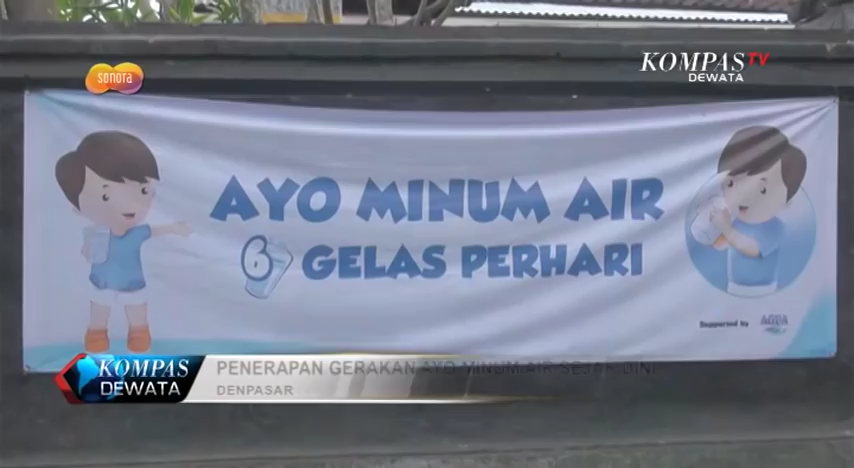 sonora
KOMPAS TV
DEWATA
AYO MINUM AIR
6 GELAS PERHARI
Supported by AQUA
KOMPAS
DEWATA
PENERAPAN GERAKAN AYO MINUM AIR SEJAK DINI
DENPASAR